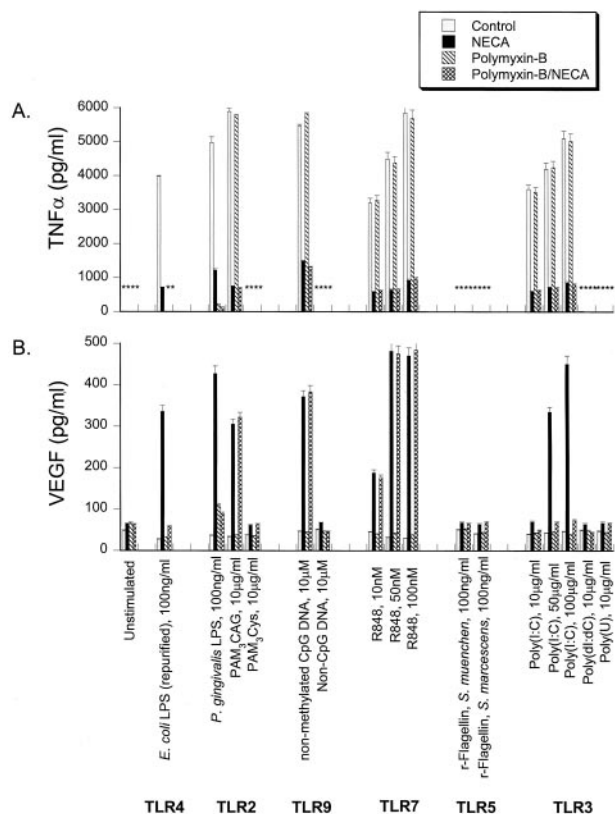 Control
NECA
Polymyxin-B
Polymyxin-B/NECA
A.
TNFα (pg/ml)
6000
5000
4000
3000
2000
1000
0
****
**
****
****
********
********
B.
VEGF (pg/ml)
500
400
300
200
100
0
Unstimulated
E. coli LPS (repurified), 100ng/ml
P. gingivalis LPS, 100ng/ml
PAM3CAG, 10µg/ml
PAM3Cys, 10µg/ml
non-methylated CpG DNA, 10µM
Non-CpG DNA, 10µM
R848, 10nM
R848, 50nM
R848, 100nM
r-Flagellin, S. muenchen, 100ng/ml
r-Flagellin, S. marcescens, 100ng/ml
Poly(I:C), 10µg/ml
Poly(I:C), 50µg/ml
Poly(I:C), 100µg/ml
Poly(dI:dC), 10µg/ml
Poly(U), 10µg/ml
TLR4
TLR2
TLR9
TLR7
TLR5
TLR3